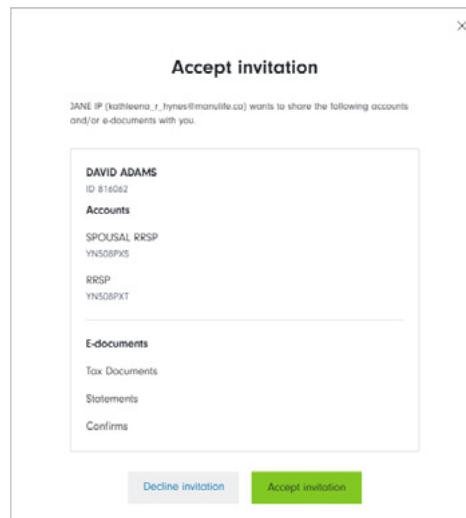 Accept invitation
JANE IP (kathleena_r_hynes@manulife.ca) wants to share the following accounts
and/or e-documents with you.
DAVID ADAMS
ID 816062
Accounts
SPOUSAL RRSP
YN508PXS
RRSP
YN508PXT
E-documents
Tax Documents
Statements
Confirms
Decline invitation
Accept invitation